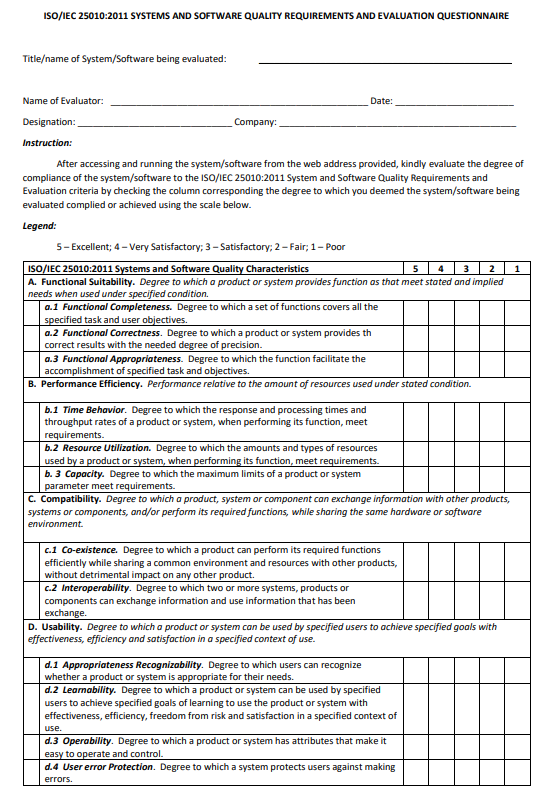 ISO/IEC 25010:2011 SYSTEMS AND SOFTWARE QUALITY REQUIREMENTS AND EVALUATION QUESTIONNAIRE
Title/name of System/Software being evaluated: ____________
Name of Evaluator: ____________ Date: ____________
Designation: ____________ Company: ____________
Instruction:
After accessing and running the system/software from the web address provided, kindly evaluate the degree of
compliance of the system/software to the ISO/IEC 25010:2011 System and Software Quality Requirements and
Evaluation criteria by checking the column corresponding the degree to which you deemed the system/software being
evaluated complied or achieved using the scale below.
Legend:
5 – Excellent; 4 – Very Satisfactory; 3 – Satisfactory; 2 – Fair; 1 – Poor
ISO/IEC 25010:2011 Systems and Software Quality Characteristics 5 4 3 2 1
A. Functional Suitability. Degree to which a product or system provides function as that meet stated and implied
needs when used under specified condition.
a.1 Functional Completeness. Degree to which a set of functions covers all the
specified task and user objectives.
a.2 Functional Correctness. Degree to which a product or system provides th
correct results with the needed degree of precision.
a.3 Functional Appropriateness. Degree to which the function facilitate the
accomplishment of specified task and objectives.
B. Performance Efficiency. Performance relative to the amount of resources used under stated condition.
b.1 Time Behavior. Degree to which the response and processing times and
throughput rates of a product or system, when performing its function, meet
requirements.
b.2 Resource Utilization. Degree to which the amounts and types of resources
used by a product or system, when performing its function, meet requirements.
b. 3 Capacity. Degree to which the maximum limits of a product or system
parameter meet requirements.
C. Compatibility. Degree to which a product, system or component can exchange information with other products,
systems or components, and/or perform its required functions, while sharing the same hardware or software
environment.
c.1 Co-existence. Degree to which a product can perform its required functions
efficiently while sharing a common environment and resources with other products,
without detrimental impact on any other product.
c.2 Interoperability. Degree to which two or more systems, products or
components can exchange information and use information that has been
exchange.
D. Usability. Degree to which a product or system can be used by specified users to achieve specified goals with
effectiveness, efficiency and satisfaction in a specified context of use.
d.1 Appropriateness Recognizability. Degree to which users can recognize
whether a product or system is appropriate for their needs.
d.2 Learnability. Degree to which a product or system can be used by specified
users to achieve specified goals of learning to use the product or system with
effectiveness, efficiency, freedom from risk and satisfaction in a specified context of
use.
d.3 Operability. Degree to which a product or system has attributes that make it
easy to operate and control.
d.4 User error Protection. Degree to which a system protects users against making
errors.